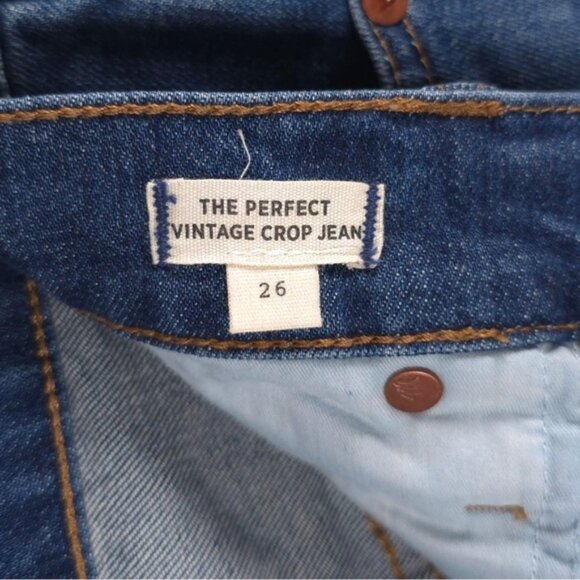 THE PERFECT
VINTAGE CROP JEAN
26